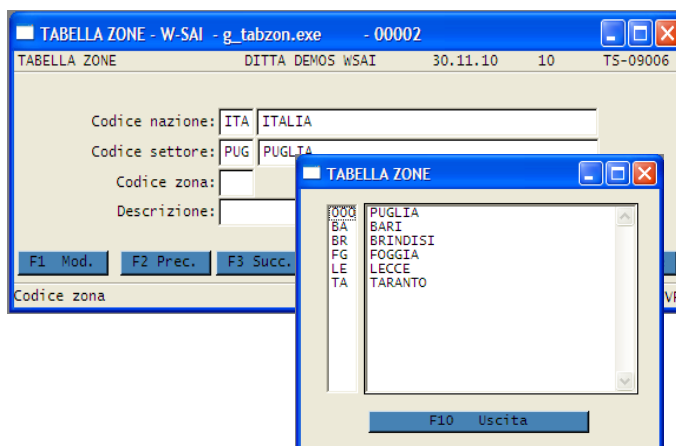 TABELLA ZONE - W-SAI - g_tabzon.exe - 00002
TABELLA ZONE DITTA DEMOS WSAI 30.11.10 10 TS-09006
Codice nazione: ITA ITALIA
Codice settore: PUG PUGLIA
Codice zona:
Descrizione:
F1 Mod. F2 Prec. F3 Succ.
Codice zona
TABELLA ZONE
000 PUGLIA
BA BARI
BR BRINDISI
FG FOGGIA
LE LECCE
TA TARANTO
F10 Uscita